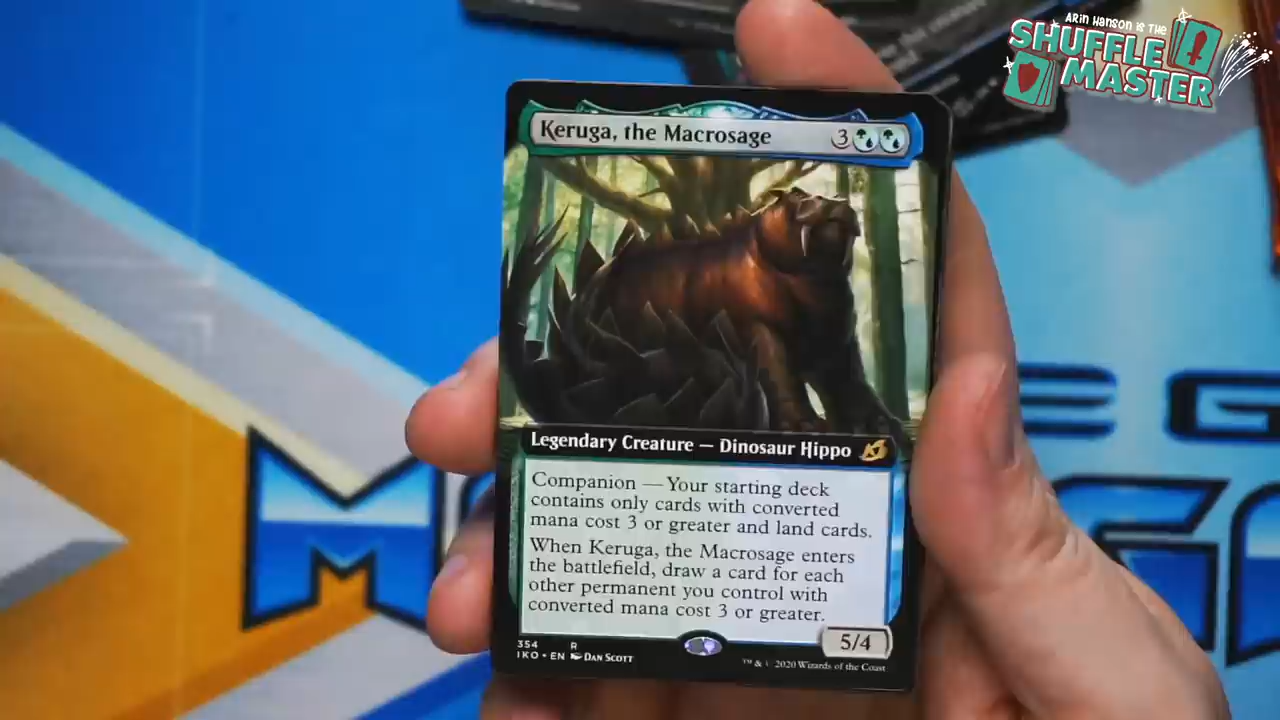 ARIN HANSON IS THE
SHUFFLE
MASTER
Keruga, the Macrosage 3
Legendary Creature — Dinosaur Hippo
Companion — Your starting deck
contains only cards with converted
mana cost 3 or greater and land cards.
When Keruga, the Macrosage enters
the battlefield, draw a card for each
other permanent you control with
converted mana cost 3 or greater.
5/4
354 R
IKO • EN DAN SCOTT
™ & © 2020 Wizards of the Coast